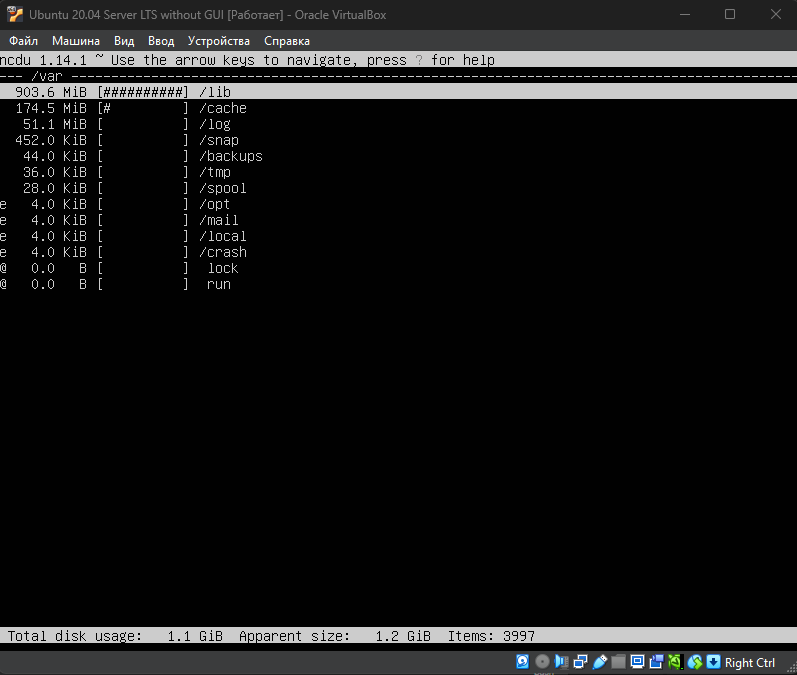 Ubuntu 20.04 Server LTS without GUI [Работает] - Oracle VirtualBox
Файл Машина Вид Ввод Устройства Справка
ncdu 1.14.1 ~ Use the arrow keys to navigate, press ? for help
--- /var ---
903.6 MiB [##########] /lib
174.5 MiB [#         ] /cache
51.1 MiB [          ] /log
452.0 KiB [          ] /snap
44.0 KiB [          ] /backups
36.0 KiB [          ] /tmp
28.0 KiB [          ] /spool
e 4.0 KiB [          ] /opt
e 4.0 KiB [          ] /mail
e 4.0 KiB [          ] /local
e 4.0 KiB [          ] /crash
@ 0.0 B [          ] lock
@ 0.0 B [          ] run
Total disk usage: 1.1 GiB Apparent size: 1.2 GiB Items: 3997
Right Ctrl